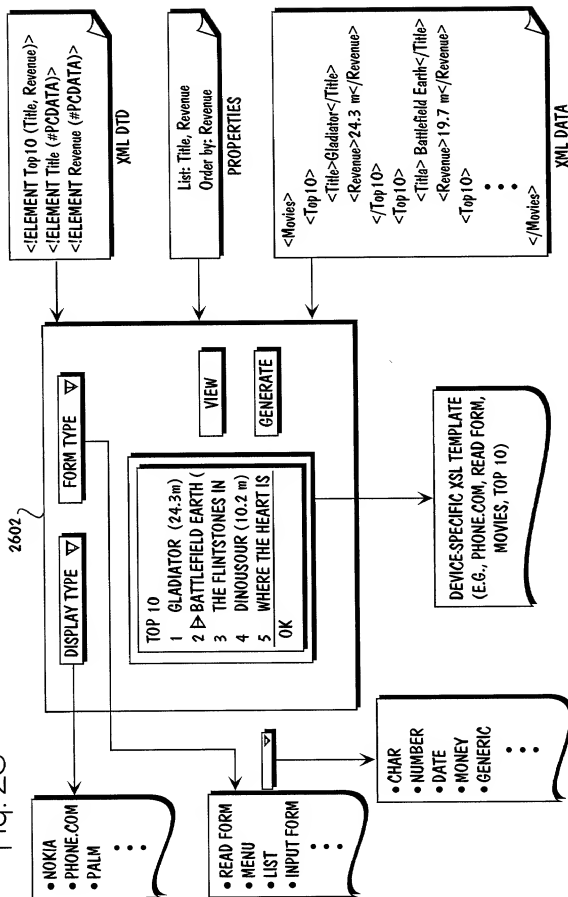 Fig. 26
2602
• NOKIA
• PHONE.COM
• PALM
• READ FORM
• MENU
• LIST
• INPUT FORM
• CHAR
• NUMBER
• DATE
• MONEY
• GENERIC
DISPLAY TYPE
FORM TYPE
TOP 10
1 GLADIATOR (24.3m)
2 BATTLEFIELD EARTH (
3 THE FLINTSTONES IN
4 DINOUSOUR (10.2 m)
5 WHERE THE HEART IS
OK
VIEW
GENERATE
DEVICE-SPECIFIC XSL TEMPLATE
(E.G., PHONE.COM, READ FORM,
MOVIES, TOP 10)
<!ELEMENT Top10 (Title, Revenue)>
<!ELEMENT Title (#PCDATA)>
<!ELEMENT Revenue (#PCDATA)>
XML DTD
List: Title, Revenue
Order by: Revenue
PROPERTIES
<Movies>
<Top10>
<Title>Gladiator</Title>
<Revenue>24.3 m</Revenue>
</Top10>
<Top10>
<Titla> Battlefield Earth</Title>
<Revenue>19.7 m</Revenue>
<Top10>
</Movies>
XML DATA